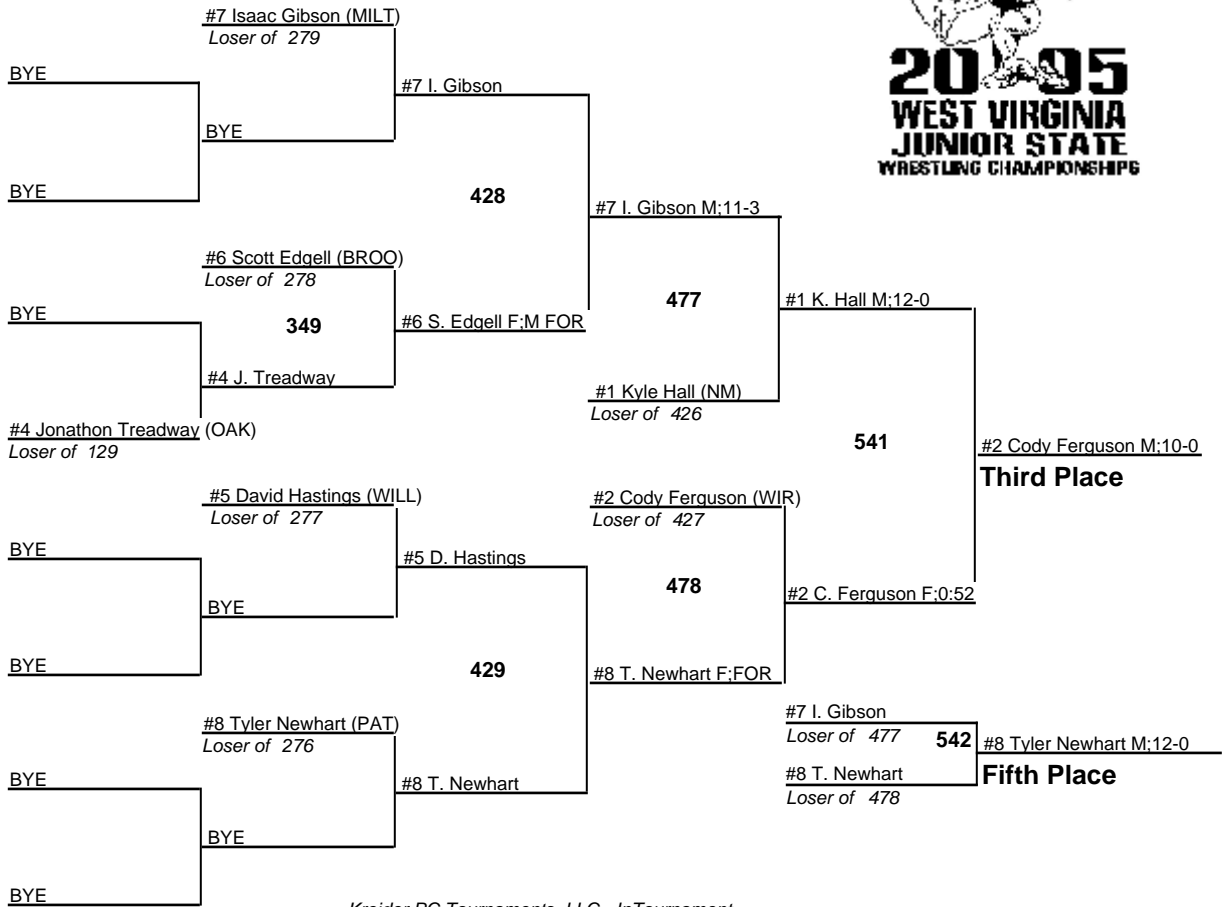 #7 Isaac Gibson (MILT)
Loser of 279
BYE
#7 I. Gibson
BYE
BYE
428
#7 I. Gibson M;11-3
#6 Scott Edgell (BROO)
Loser of 278
BYE
349
#6 S. Edgell F;M FOR
#4 J. Treadway
#4 Jonathon Treadway (OAK)
Loser of 129
477
#1 K. Hall M;12-0
#1 Kyle Hall (NM)
Loser of 426
541
#2 Cody Ferguson M;10-0
Third Place
#5 David Hastings (WILL)
Loser of 277
#2 Cody Ferguson (WIR)
Loser of 427
BYE
#5 D. Hastings
478
#2 C. Ferguson F;0:52
BYE
BYE
429
#8 T. Newhart F;FOR
#8 Tyler Newhart (PAT)
Loser of 276
#7 I. Gibson
Loser of 477
542
#8 Tyler Newhart M;12-0
Fifth Place
BYE
#8 T. Newhart
#8 T. Newhart
Loser of 478
BYE
BYE
20 05
WEST VIRGINIA
JUNIOR STATE
WRESTLING CHAMPIONSHIPS